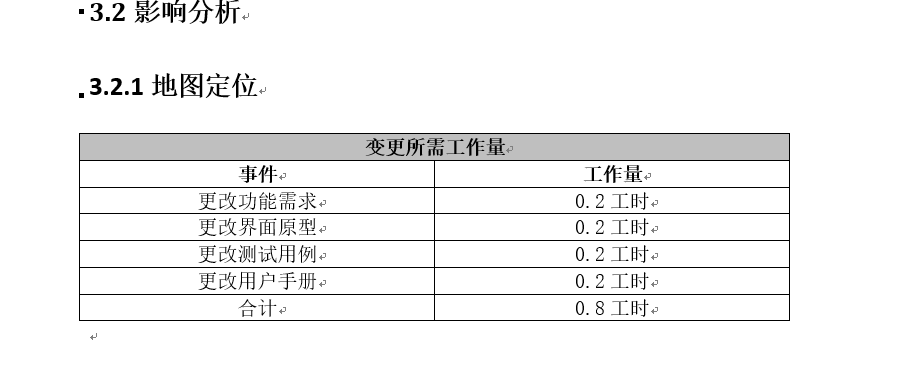 3.2 影响分析
3.2.1 地图定位
变更所需工作量
事件 工作量
更改功能需求 0.2 工时
更改界面原型 0.2 工时
更改测试用例 0.2 工时
更改用户手册 0.2 工时
合计 0.8 工时